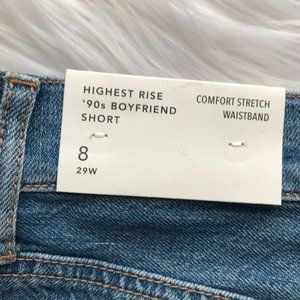 HIGHEST RISE
'90s BOYFRIEND
SHORT
COMFORT STRETCH
WAISTBAND
8
29W